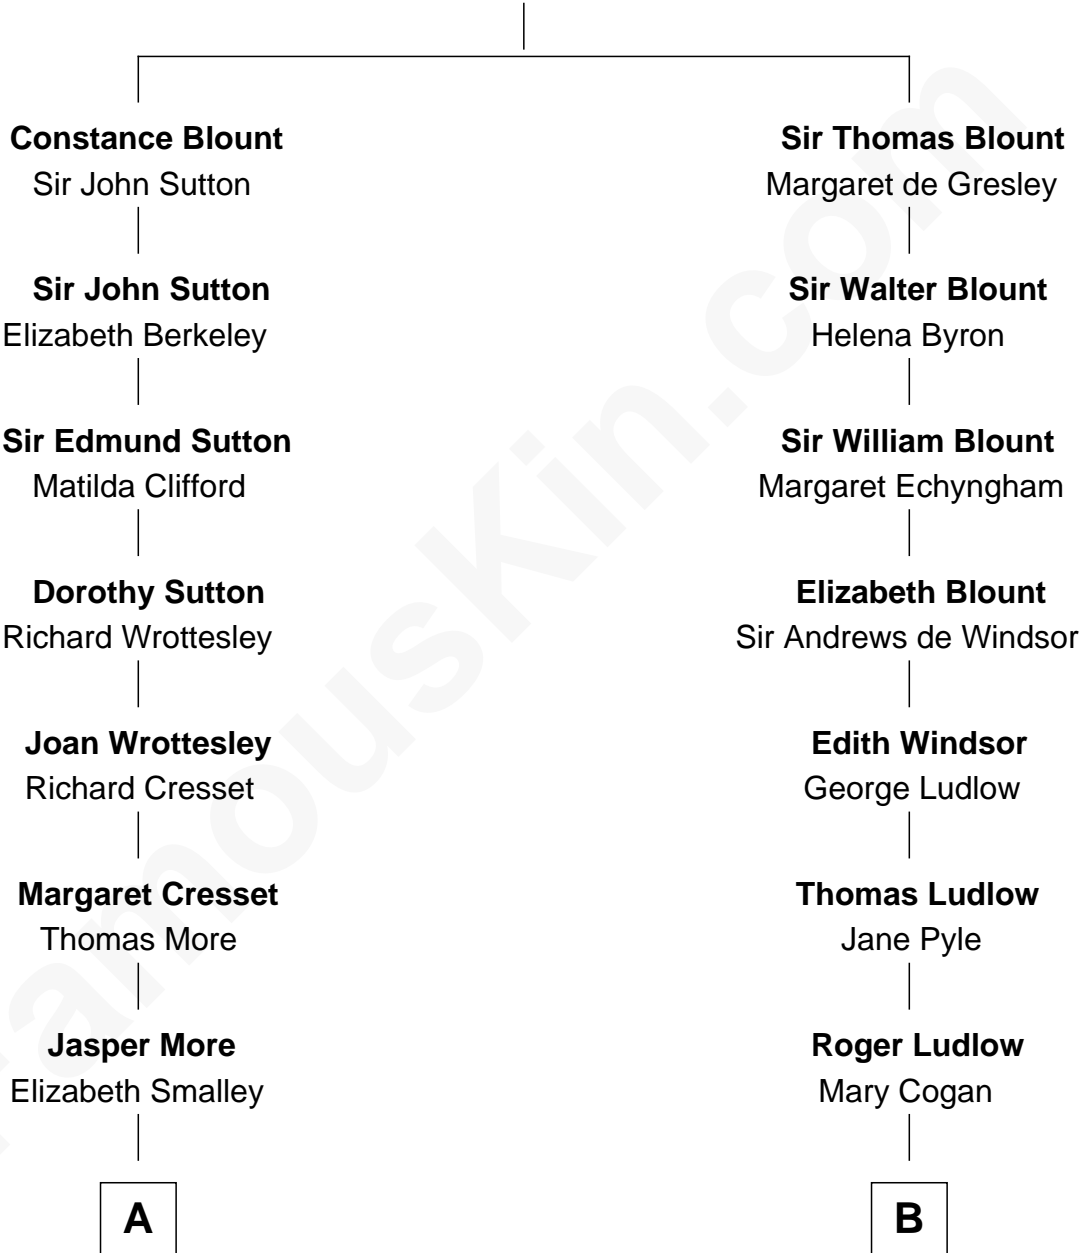 Constance Blount
Sir John Sutton
Sir John Sutton
Elizabeth Berkeley
Sir Edmund Sutton
Matilda Clifford
Dorothy Sutton
Richard Wrottesley
Joan Wrottesley
Richard Cresset
Margaret Cresset
Thomas More
Jasper More
Elizabeth Smalley
A
Sir Thomas Blount
Margaret de Gresley
Sir Walter Blount
Helena Byron
Sir William Blount
Margaret Echyngham
Elizabeth Blount
Sir Andrews de Windsor
Edith Windsor
George Ludlow
Thomas Ludlow
Jane Pyle
Roger Ludlow
Mary Cogan
B
FamousKin.com